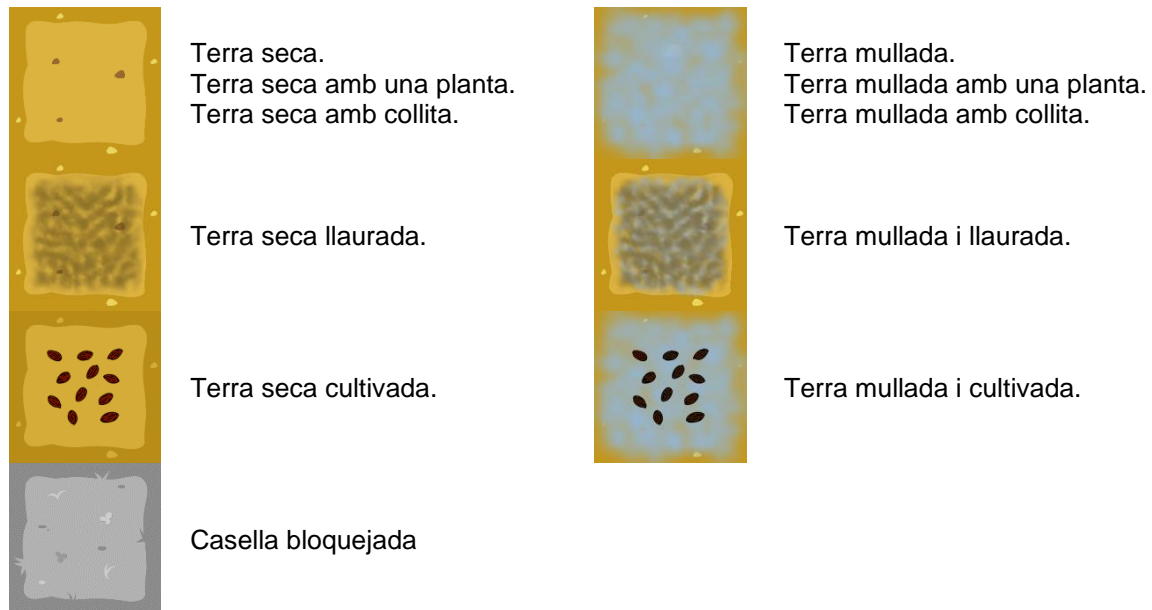 Terra seca.
Terra seca amb una planta.
Terra seca amb collita.
Terra mullada.
Terra mullada amb una planta.
Terra mullada amb collita.
Terra seca llaurada.
Terra mullada i llaurada.
Terra seca cultivada.
Terra mullada i cultivada.
Casella bloquejada